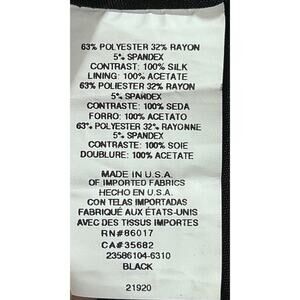 63% POLYESTER 32% RAYON
5% SPANDEX
CONTRAST: 100% SILK
LINING: 100% ACETATE
63% POLIESTER 32% RAYON
5% SPANDEX
CONTRASTE: 100% SEDA
FORRO: 100% ACETATO
63% POLYESTER 32% RAYONNE
5% SPANDEX
CONTRASTE: 100% SOIE
DOUBLURE: 100% ACETATE
MADE IN U.S.A.
OF IMPORTED FABRICS
HECHO EN U.S.A.
CON TELAS IMPORTADAS
FABRIQUÉ AUX ÉTATS-UNIS
AVEC DES TISSUS IMPORTES
RN#86017
CA#35682
23586104-6310
BLACK
21920